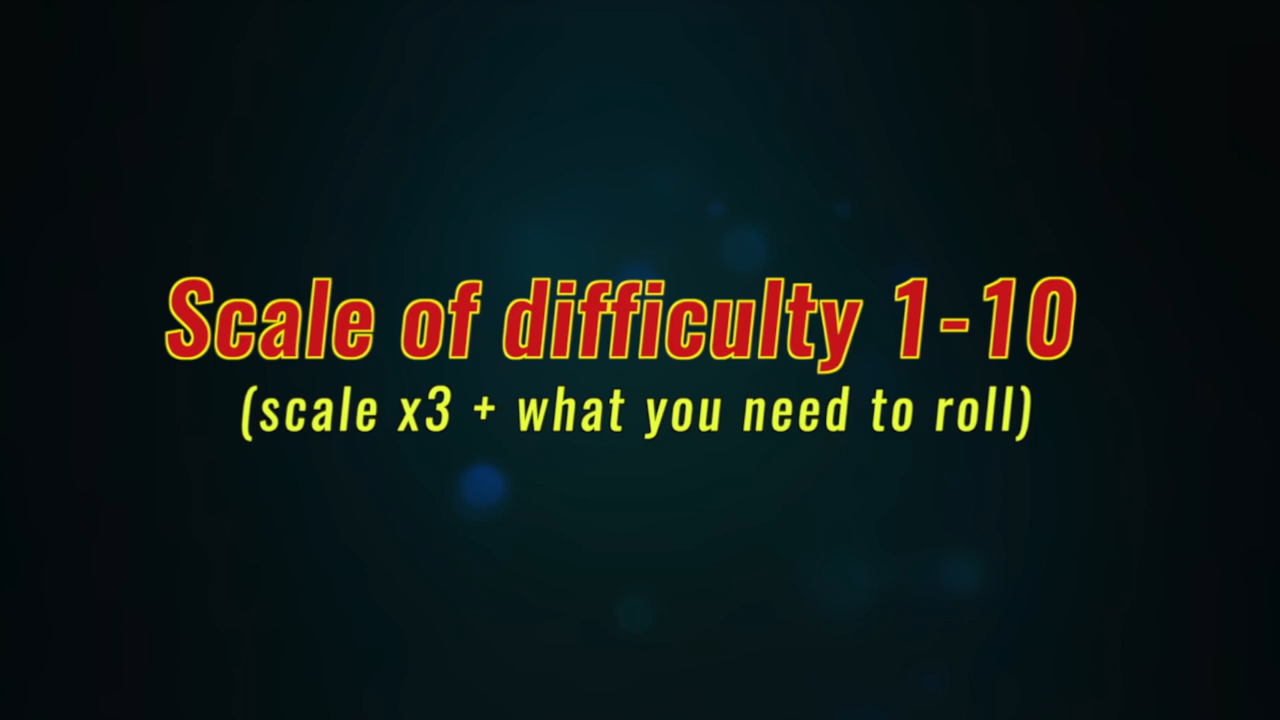 Scale of difficulty 1-10
(scale x3 + what you need to roll)